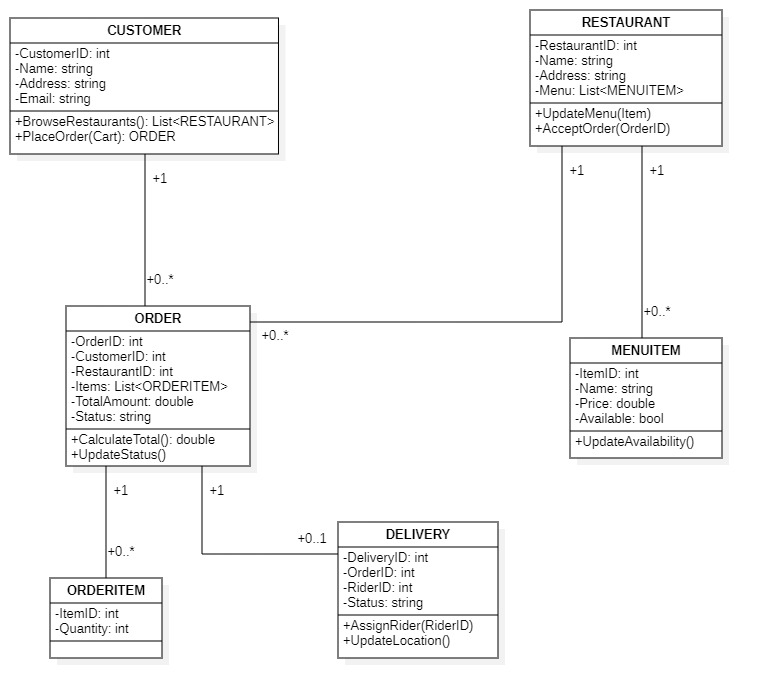 CUSTOMER
-CustomerID: int
-Name: string
-Address: string
-Email: string
+BrowseRestaurants(): List<RESTAURANT>
+PlaceOrder(Cart): ORDER
RESTAURANT
-RestaurantID: int
-Name: string
-Address: string
-Menu: List<MENUITEM>
+UpdateMenu(Item)
+AcceptOrder(OrderID)
+1
+0..*
+1
+0..*
+1
+0..*
ORDER
-OrderID: int
-CustomerID: int
-RestaurantID: int
-Items: List<ORDERITEM>
-TotalAmount: double
-Status: string
+CalculateTotal(): double
+UpdateStatus()
MENUITEM
-ItemID: int
-Name: string
-Price: double
-Available: bool
+UpdateAvailability()
+1
+0..*
+1
+0..1
ORDERITEM
-ItemID: int
-Quantity: int
DELIVERY
-DeliveryID: int
-OrderID: int
-RiderID: int
-Status: string
+AssignRider(RiderID)
+UpdateLocation()